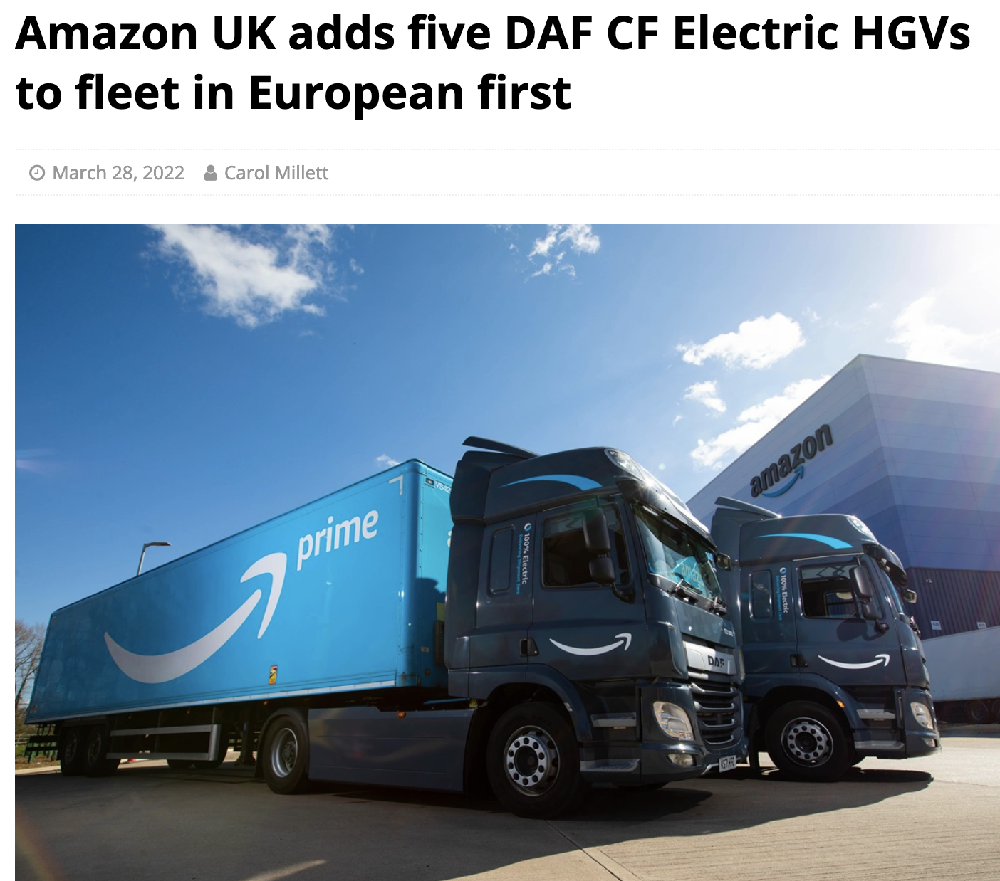 Amazon UK adds five DAF CF Electric HGVs
to fleet in European first
March 28, 2022 Carol Millett
amazon
prime
100% Electric
100% Electric
DAF